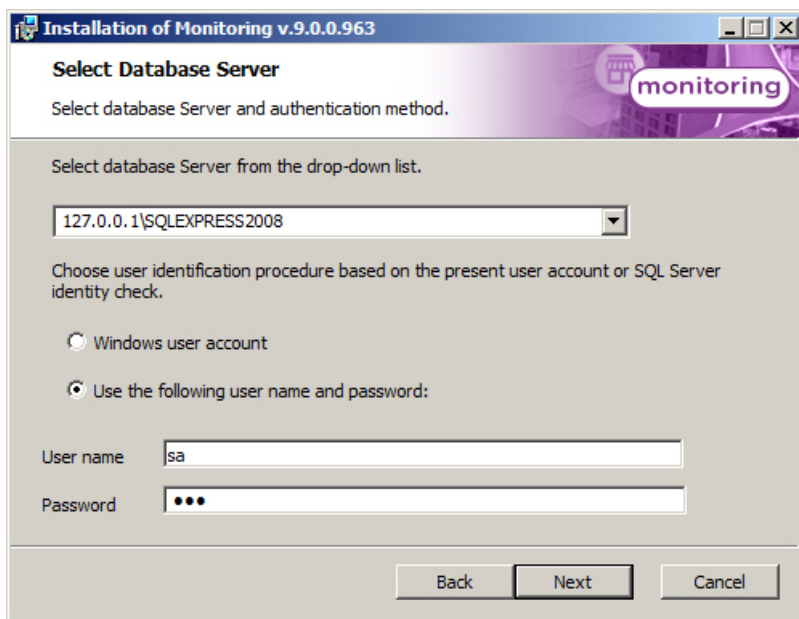 Installation of Monitoring v.9.0.0.963
Select Database Server
Select database Server and authentication method.
monitoring
Select database Server from the drop-down list.
127.0.0.1\SQLEXPRESS2008
Choose user identification procedure based on the present user account or SQL Server
identity check.
Windows user account
Use the following user name and password:
User name
sa
Password
●●●
Back
Next
Cancel